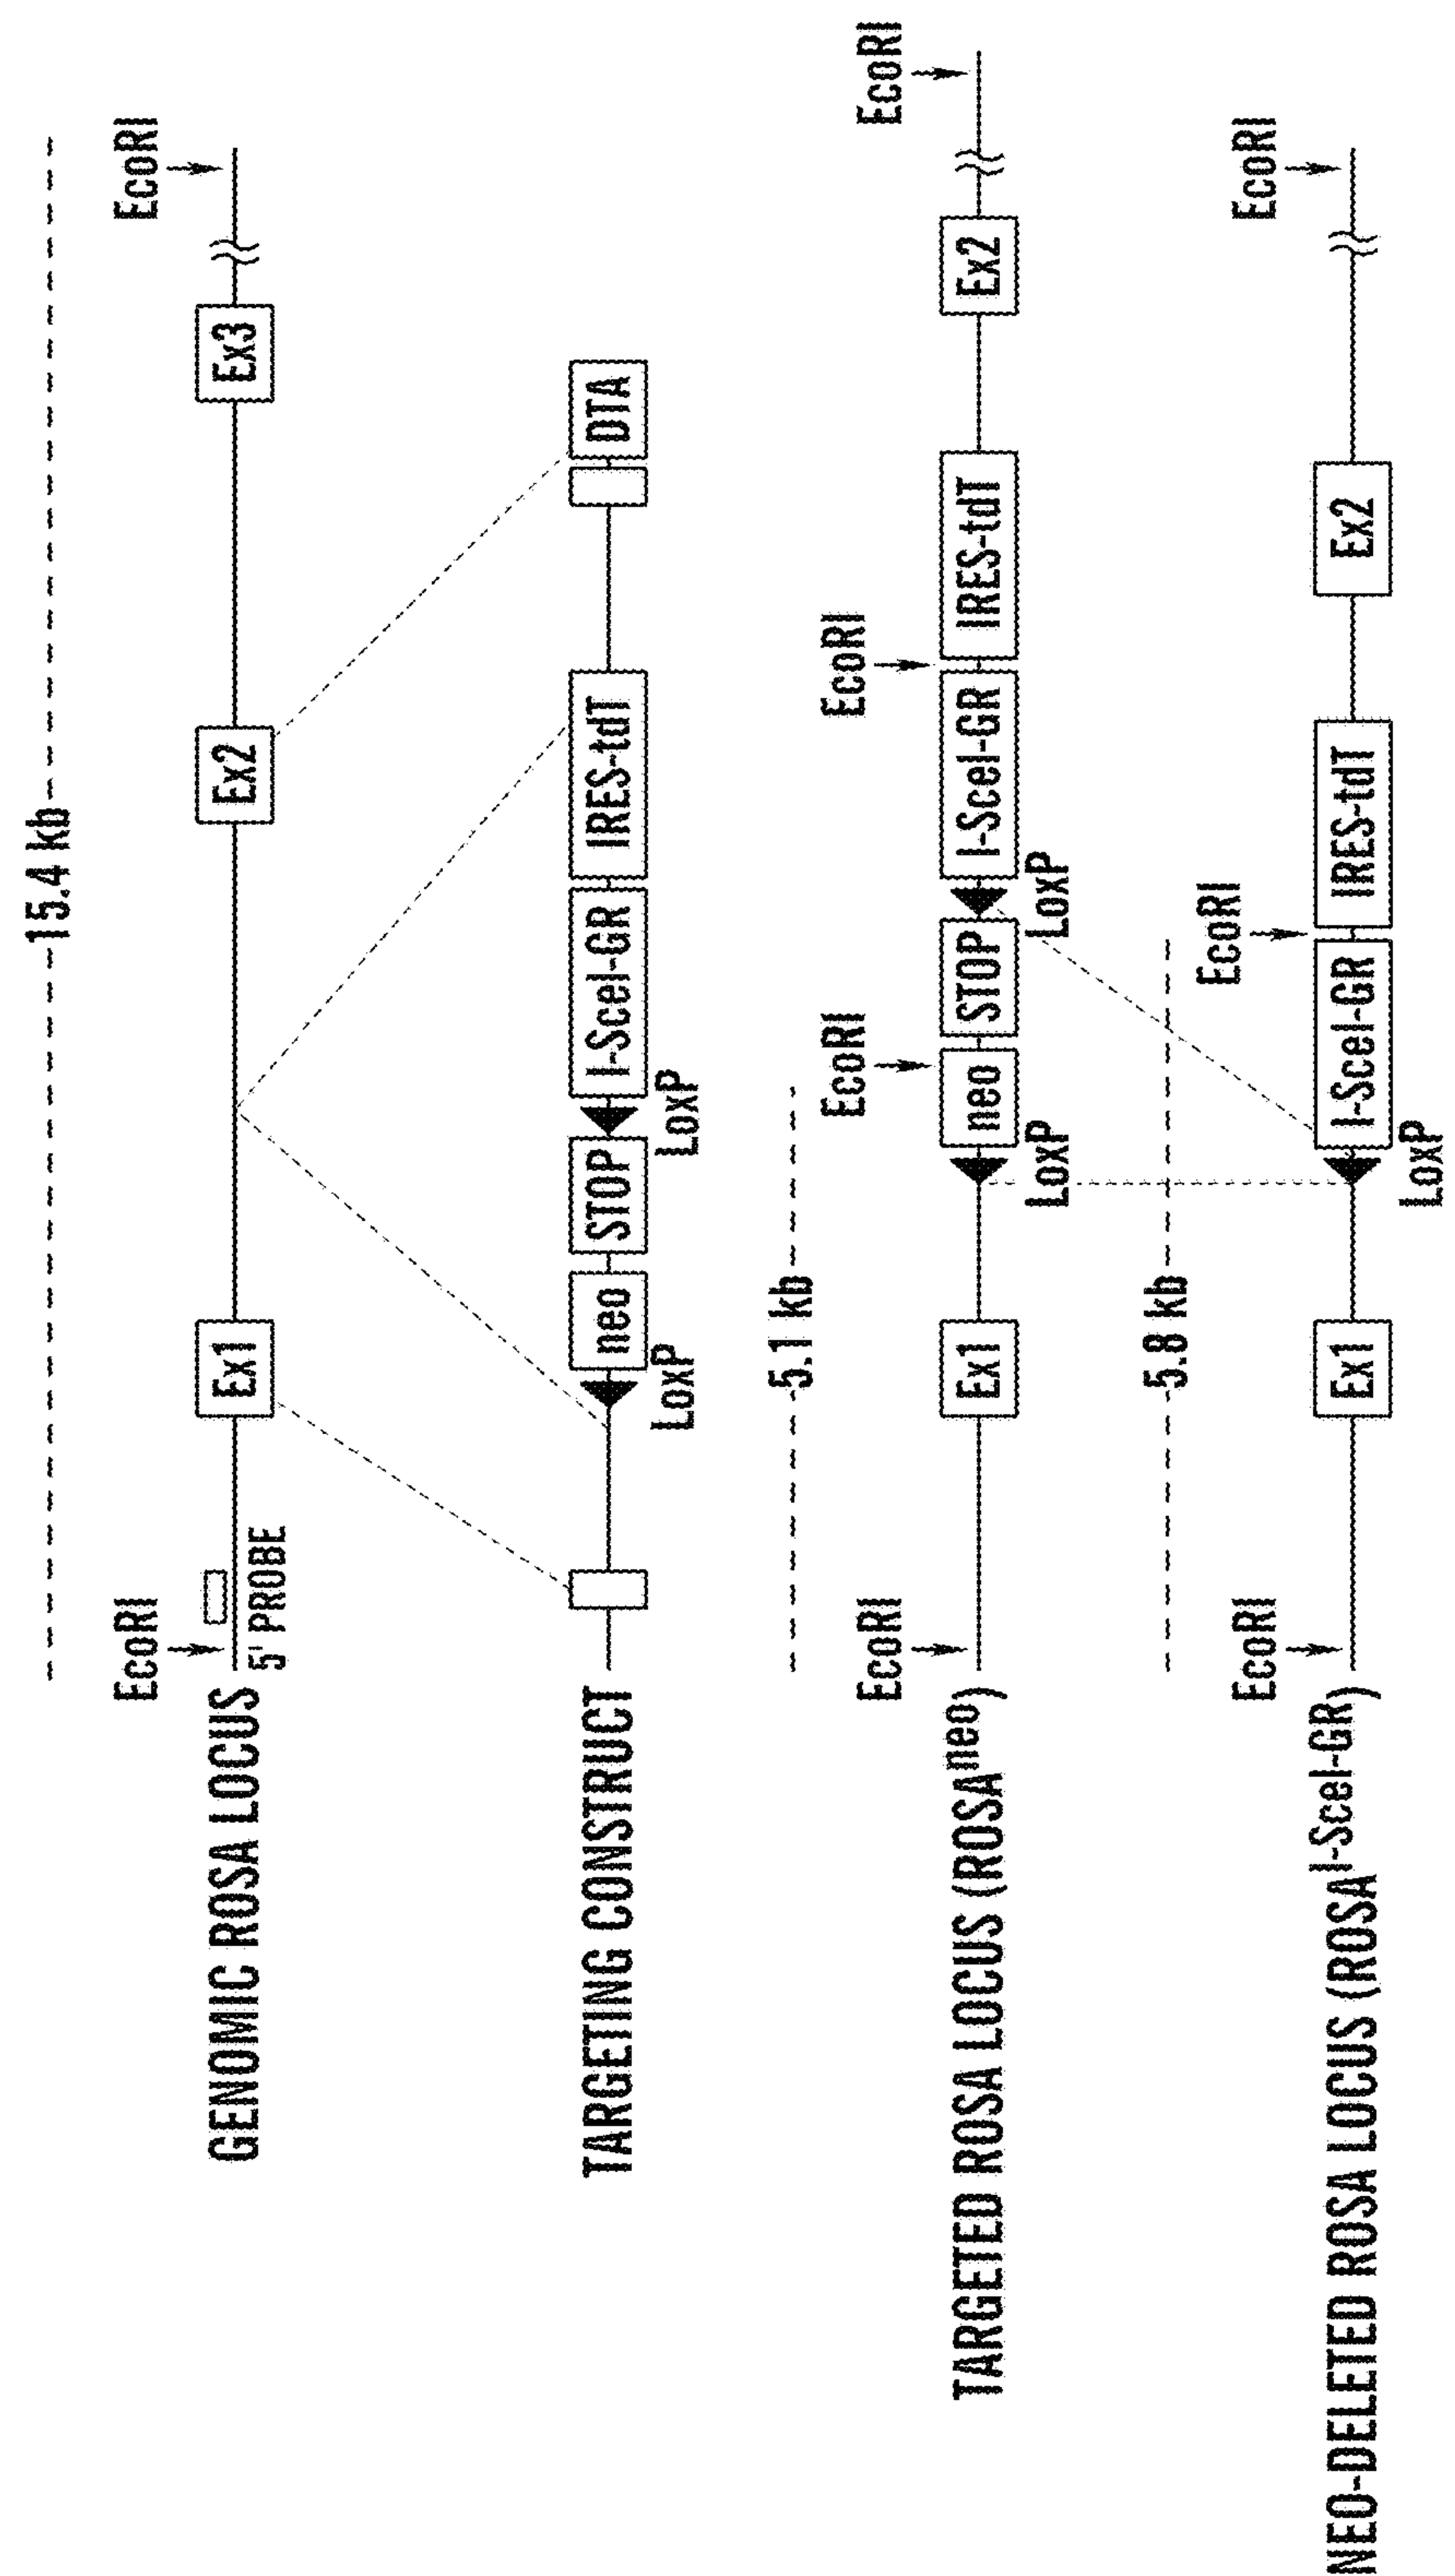 15.4 kb
EcoRI
EcoRI
GENOMIC ROSA LOCUS
Ex1
Ex2
Ex3
5' PROBE
TARGETING CONSTRUCT
neo
STOP
I-SceI-GR
IRES-tdT
DTA
LoxP
LoxP
5.1 kb
EcoRI
EcoRI
EcoRI
EcoRI
TARGETED ROSA LOCUS (ROSAneo)
Ex1
neo
STOP
I-SceI-GR
IRES-tdT
Ex2
LoxP
LoxP
5.8 kb
EcoRI
EcoRI
EcoRI
NEO-DELETED ROSA LOCUS (ROSAI-SceI-GR)
Ex1
I-SceI-GR
IRES-tdT
Ex2
LoxP